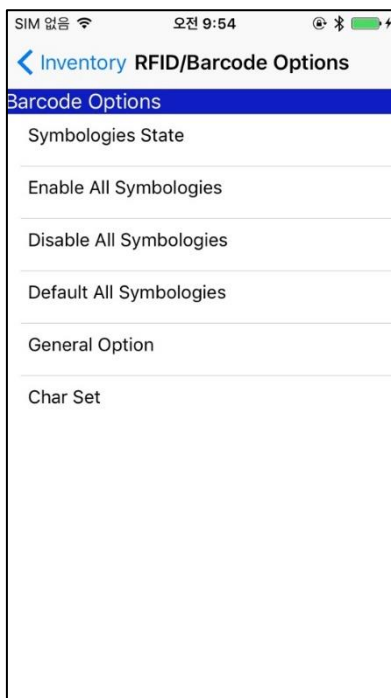 SIM 없음 오전 9:54
Inventory RFID/Barcode Options
Barcode Options
Symbologies State
Enable All Symbologies
Disable All Symbologies
Default All Symbologies
General Option
Char Set